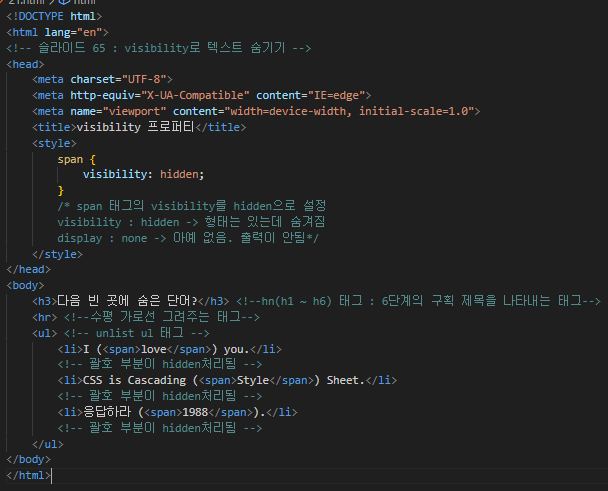 21.html > html
<!DOCTYPE html>
<html lang="en">
<!-- 슬라이드 65 : visibility로 텍스트 숨기기 -->
<head>
    <meta charset="UTF-8">
    <meta http-equiv="X-UA-Compatible" content="IE=edge">
    <meta name="viewport" content="width=device-width, initial-scale=1.0">
    <title>visibility 프로퍼티</title>
    <style>
        span {
            visibility: hidden;
        }
        /* span 태그의 visibility를 hidden으로 설정
        visibility : hidden -> 형태는 있는데 숨겨짐
        display : none -> 아예 없음. 출력이 안됨*/
    </style>
</head>
<body>
    <h3>다음 빈 곳에 숨은 단어?</h3> <!--hn(h1 ~ h6) 태그 : 6단계의 구획 제목을 나타내는 태그-->
    <hr> <!--수평 가로선 그려주는 태그-->
    <ul> <!-- unlist ul 태그 -->
        <li>I (<span>love</span>) you.</li>
        <!-- 괄호 부분이 hidden처리됨 -->
        <li>CSS is Cascading (<span>Style</span>) Sheet.</li>
        <!-- 괄호 부분이 hidden처리됨 -->
        <li>응답하라 (<span>1988</span>).</li>
        <!-- 괄호 부분이 hidden처리됨 -->
    </ul>
</body>
</html>